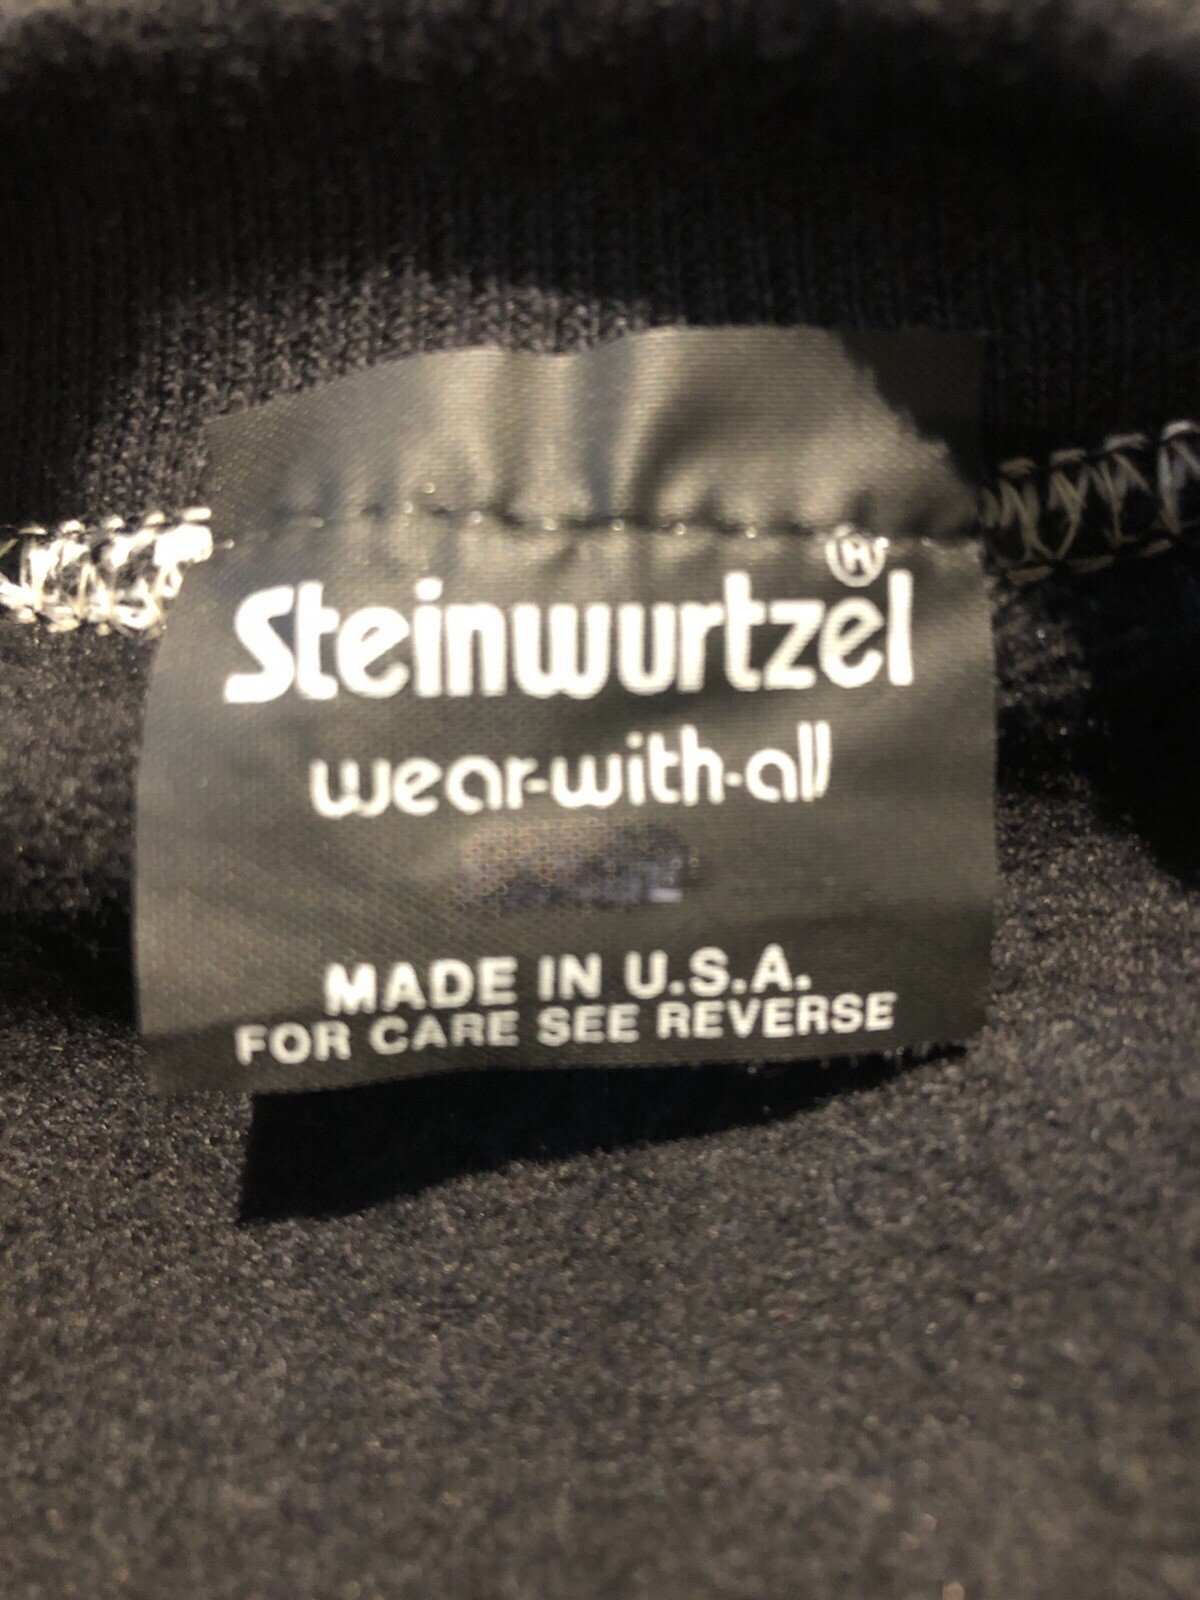 Steinwurtzel®
wear-with-all
MADE IN U.S.A.
FOR CARE SEE REVERSE